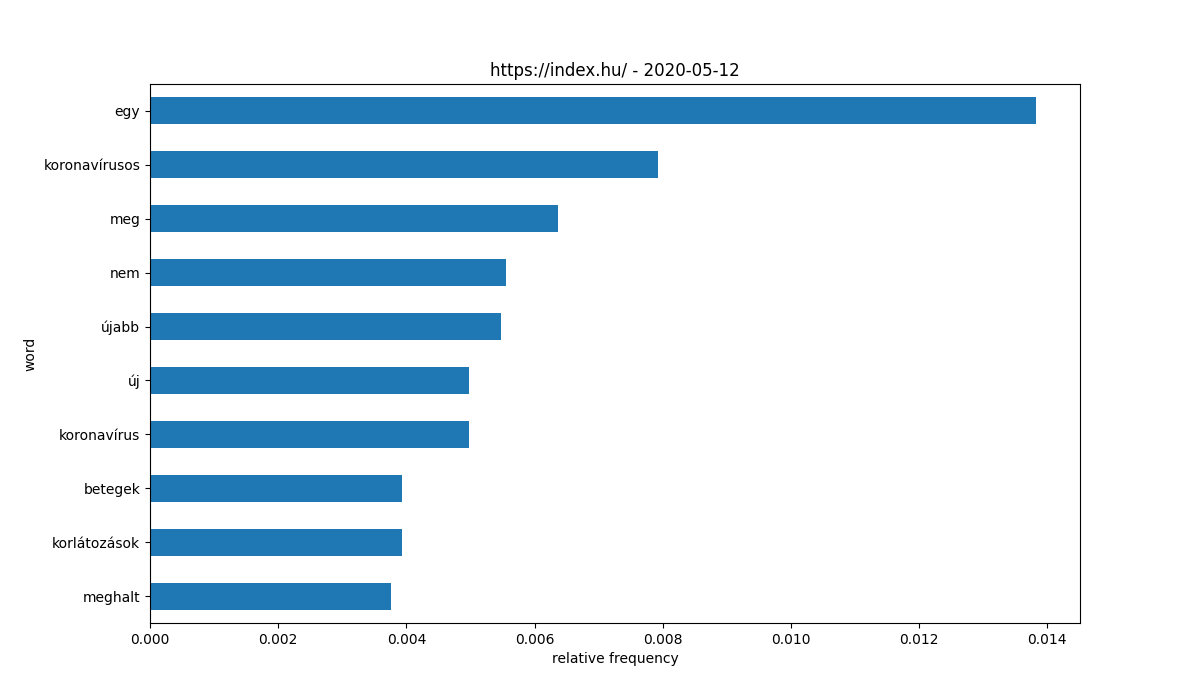 https://index.hu/ - 2020-05-12
egy
koronavírusos
meg
nem
újabb
új
koronavírus
betegek
korlátozások
meghalt
word
0.000 0.002 0.004 0.006 0.008 0.010 0.012 0.014
relative frequency